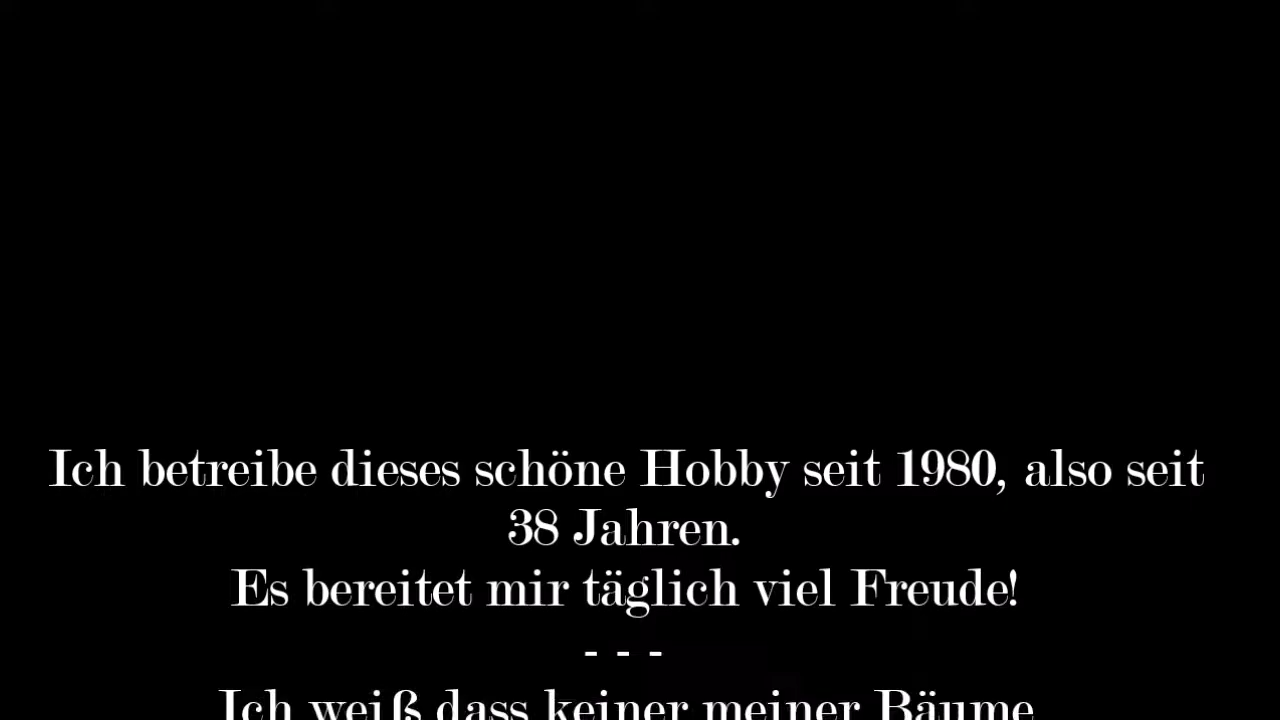 Ich betreibe dieses schöne Hobby seit 1980, also seit
38 Jahren.
Es bereitet mir täglich viel Freude!
- - -
Ich weiß dass keiner meiner Bäume